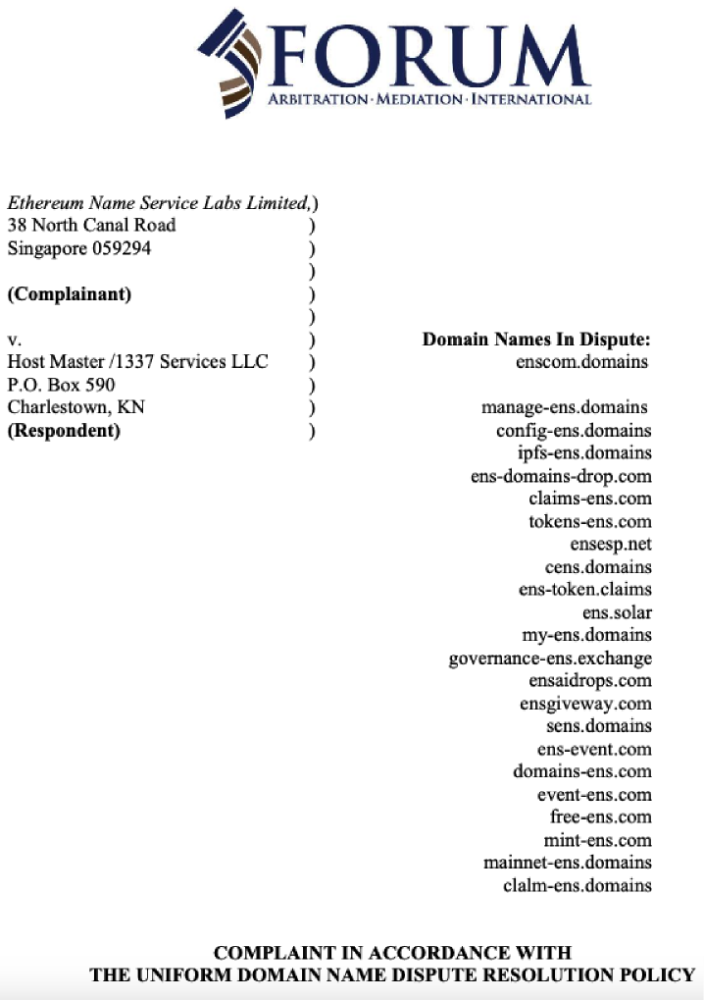 FORUM
ARBITRATION · MEDIATION · INTERNATIONAL
Ethereum Name Service Labs Limited,)
38 North Canal Road )
Singapore 059294 )
)
(Complainant) )
)
v. ) Domain Names In Dispute:
Host Master /1337 Services LLC ) enscom.domains
P.O. Box 590 )
Charlestown, KN ) manage-ens.domains
(Respondent) ) config-ens.domains
ipfs-ens.domains
ens-domains-drop.com
claims-ens.com
tokens-ens.com
ensesp.net
cens.domains
ens-token.claims
ens.solar
my-ens.domains
governance-ens.exchange
ensaidrops.com
ensgiveway.com
sens.domains
ens-event.com
domains-ens.com
event-ens.com
free-ens.com
mint-ens.com
mainnet-ens.domains
clalm-ens.domains
COMPLAINT IN ACCORDANCE WITH
THE UNIFORM DOMAIN NAME DISPUTE RESOLUTION POLICY